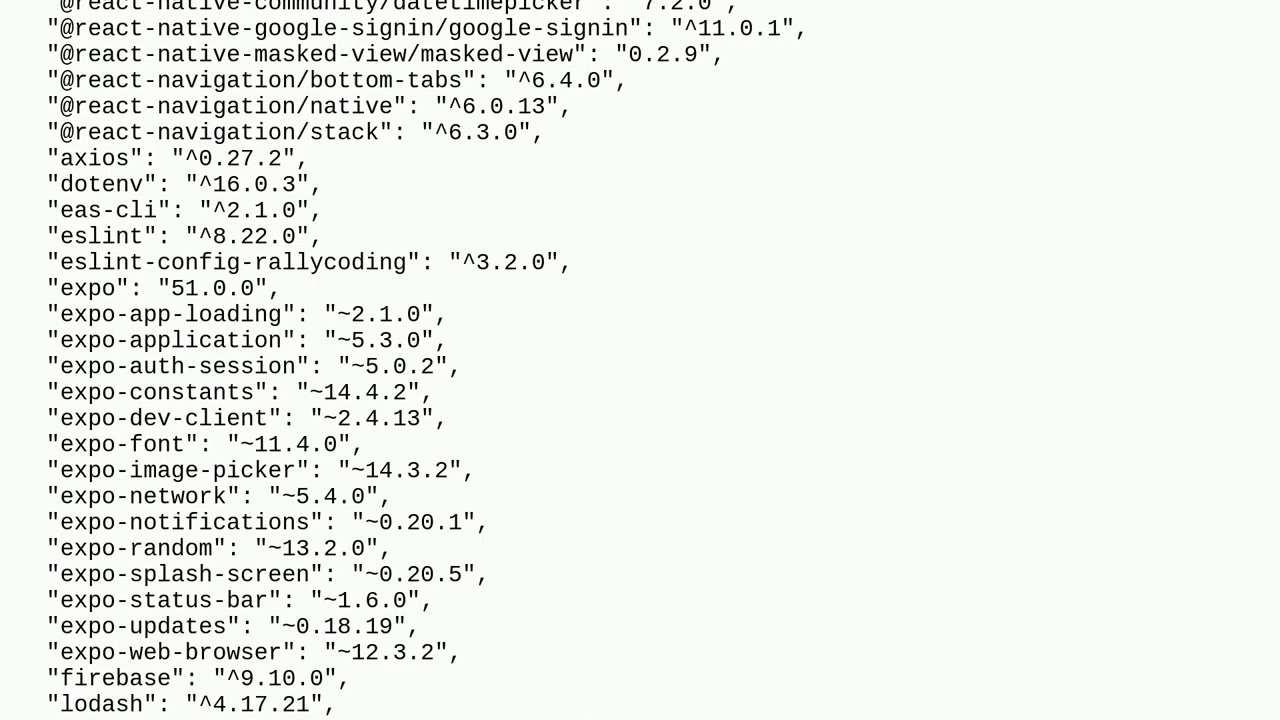 "@react-native-community/datetimepicker": "7.2.0",
"@react-native-google-signin/google-signin": "^11.0.1",
"@react-native-masked-view/masked-view": "0.2.9",
"@react-navigation/bottom-tabs": "^6.4.0",
"@react-navigation/native": "^6.0.13",
"@react-navigation/stack": "^6.3.0",
"axios": "^0.27.2",
"dotenv": "^16.0.3",
"eas-cli": "^2.1.0",
"eslint": "^8.22.0",
"eslint-config-rallycoding": "^3.2.0",
"expo": "51.0.0",
"expo-app-loading": "~2.1.0",
"expo-application": "~5.3.0",
"expo-auth-session": "~5.0.2",
"expo-constants": "~14.4.2",
"expo-dev-client": "~2.4.13",
"expo-font": "~11.4.0",
"expo-image-picker": "~14.3.2",
"expo-network": "~5.4.0",
"expo-notifications": "~0.20.1",
"expo-random": "~13.2.0",
"expo-splash-screen": "~0.20.5",
"expo-status-bar": "~1.6.0",
"expo-updates": "~0.18.19",
"expo-web-browser": "~12.3.2",
"firebase": "^9.10.0",
"lodash": "^4.17.21",